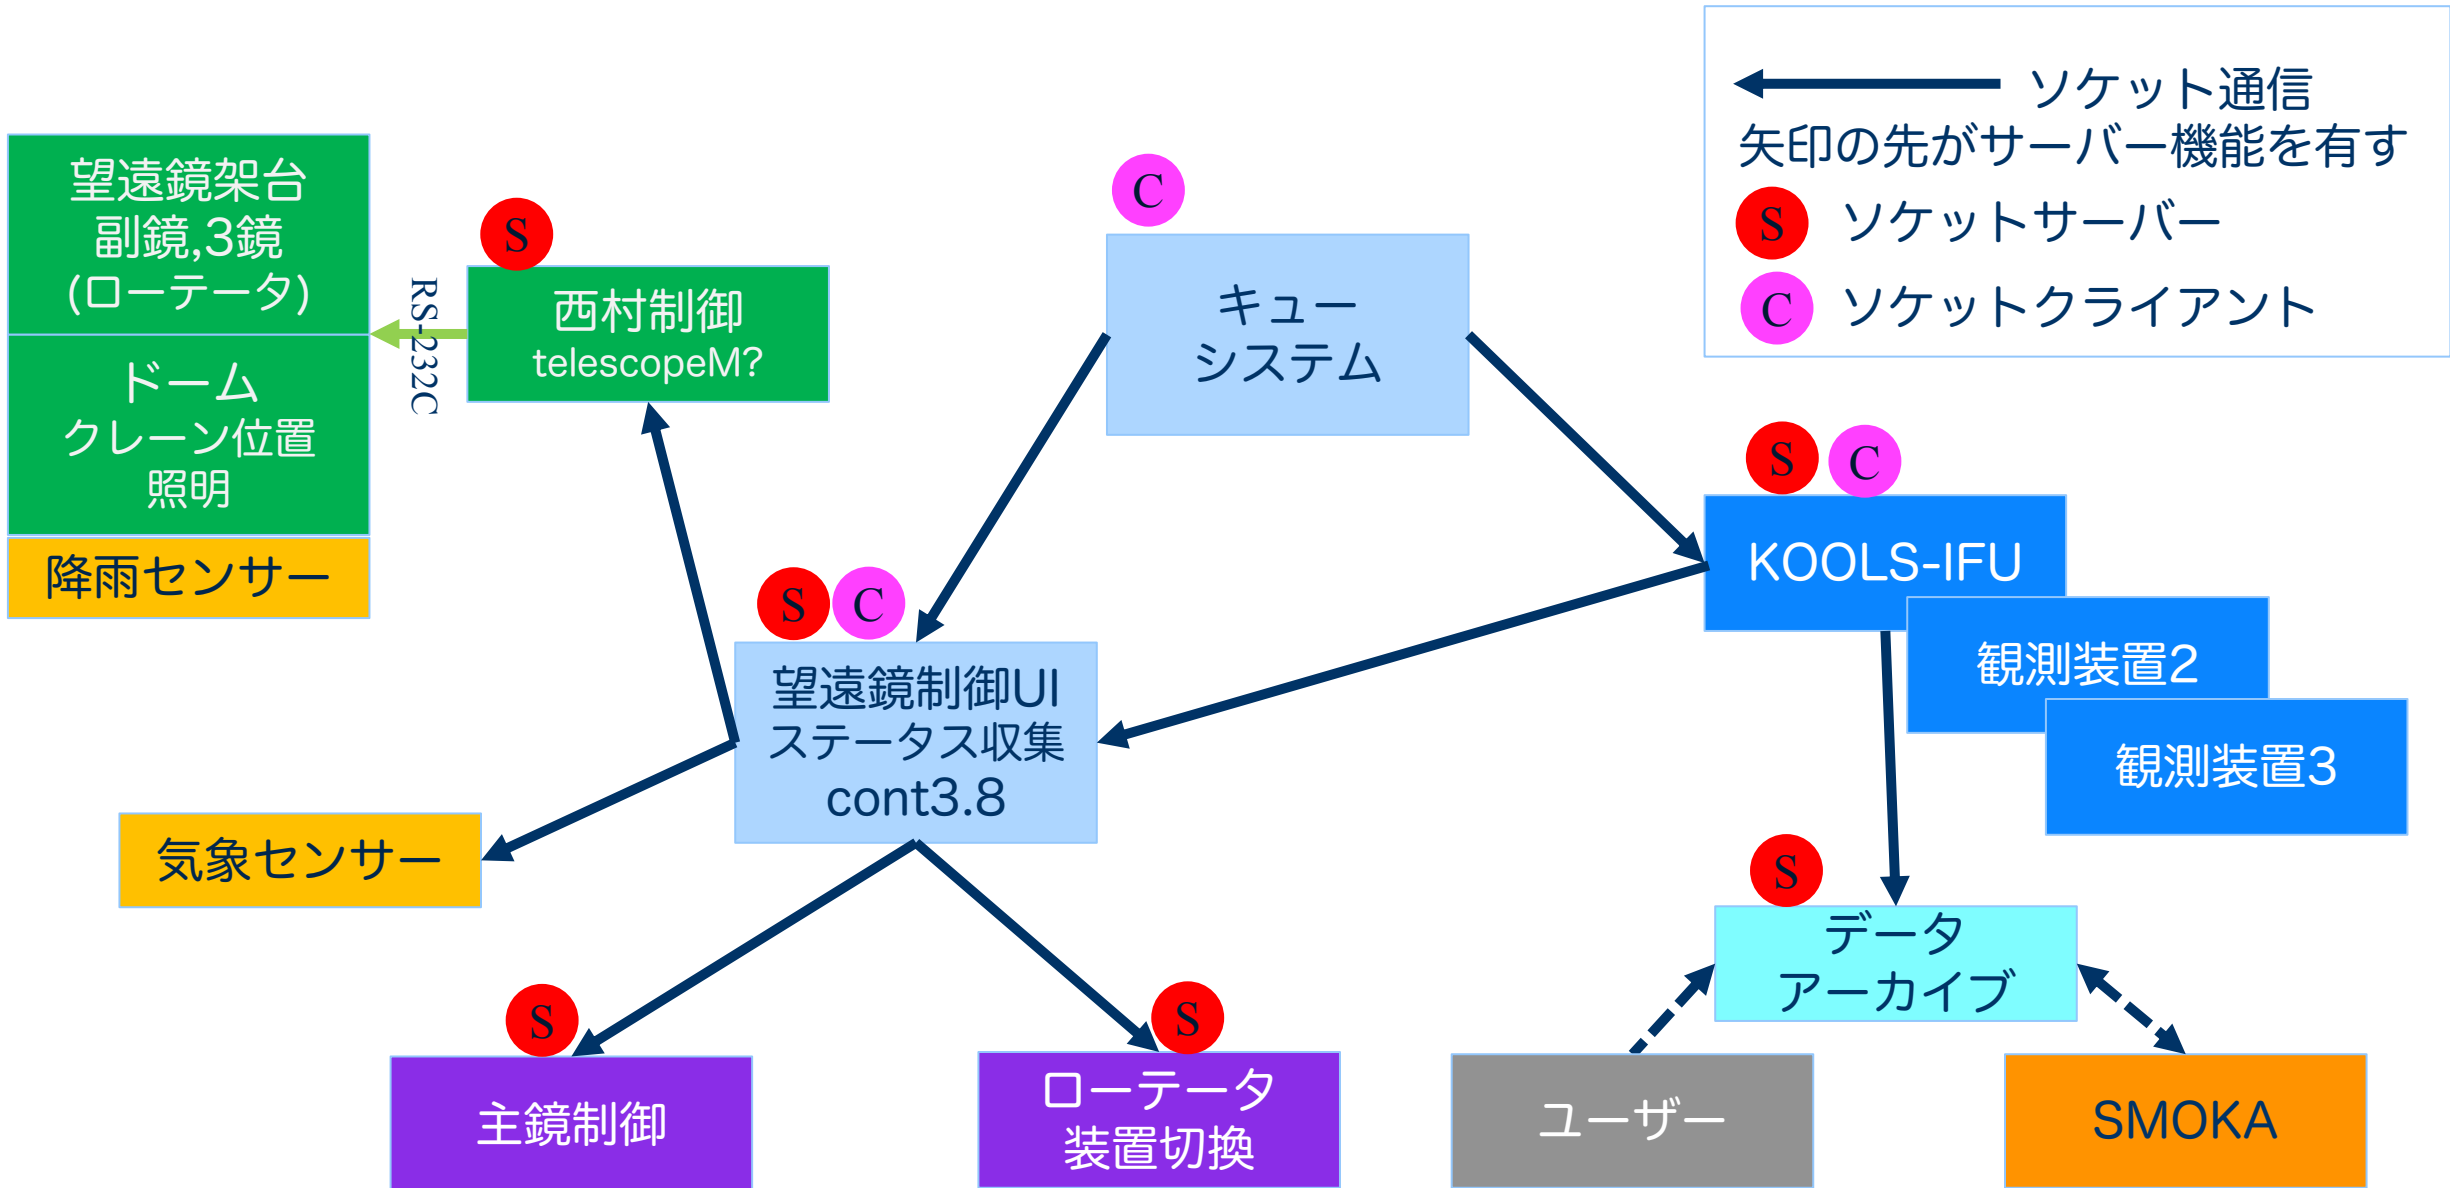 ソケット通信
矢印の先がサーバー機能を有す
S ソケットサーバー
C ソケットクライアント
望遠鏡架台
副鏡,3鏡
(ロータータ)
ドーム
クレーン位置
照明
降雨センサー
RS-232C
S
西村制御
telescopeM?
C
キュー
システム
S C
KOOLS-IFU
観測装置2
観測装置3
S C
望遠鏡制御UI
ステータス収集
cont3.8
気象センサー
S
主鏡制御
S
ローテータ
装置切換
S
データ
アーカイブ
ユーザー
SMOKA